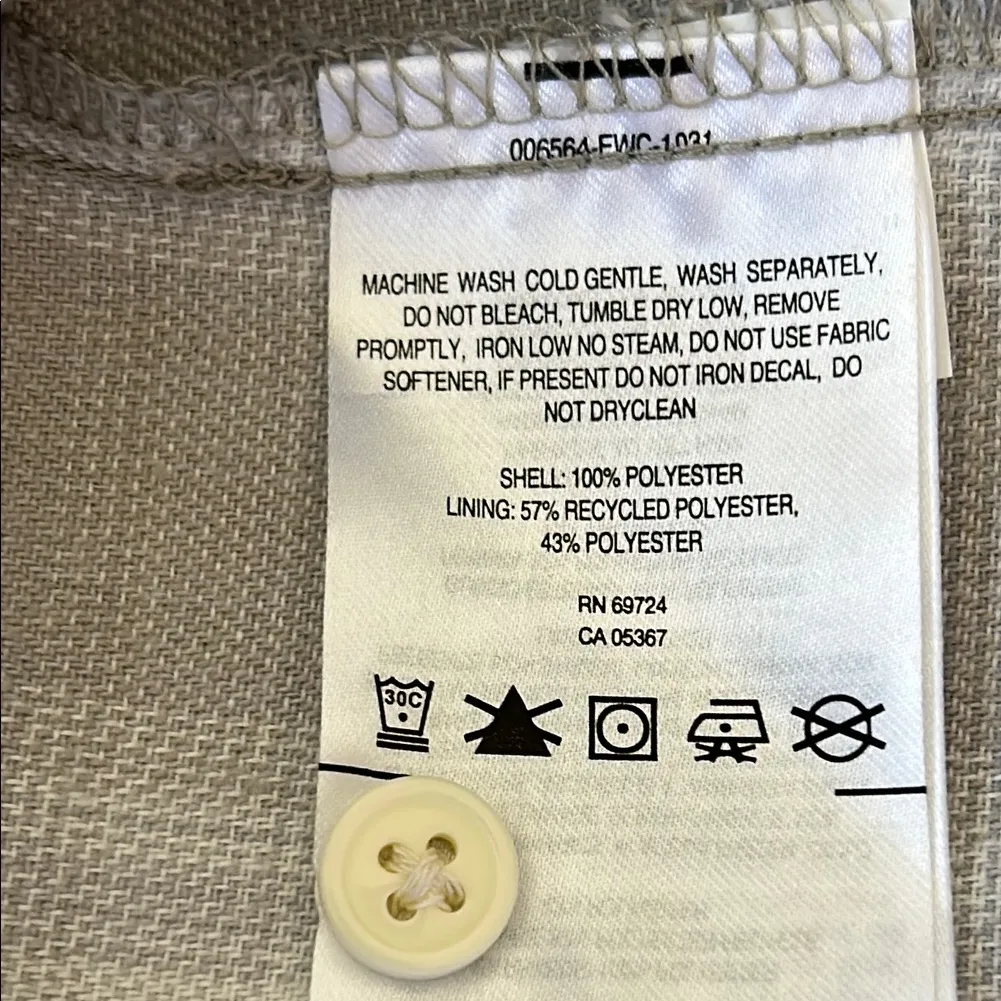 006564-FWC-1031
MACHINE WASH COLD GENTLE, WASH SEPARATELY,
DO NOT BLEACH, TUMBLE DRY LOW, REMOVE
PROMPTLY, IRON LOW NO STEAM, DO NOT USE FABRIC
SOFTENER, IF PRESENT DO NOT IRON DECAL, DO
NOT DRYCLEAN
SHELL: 100% POLYESTER
LINING: 57% RECYCLED POLYESTER,
43% POLYESTER
RN 69724
CA 05367
30C